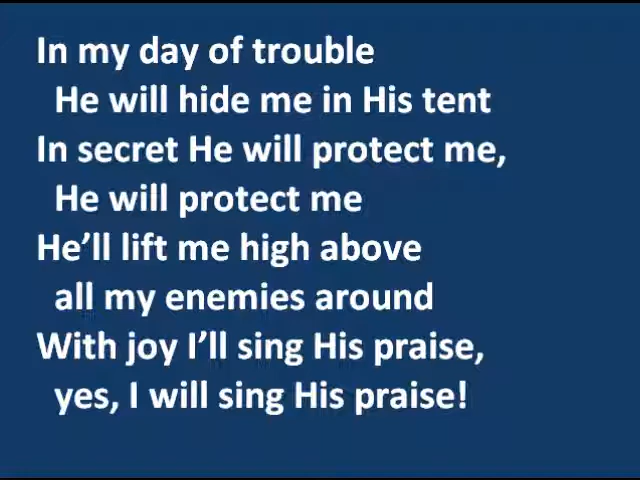 In my day of trouble
He will hide me in His tent
In secret He will protect me,
He will protect me
He’ll lift me high above
all my enemies around
With joy I’ll sing His praise,
yes, I will sing His praise!